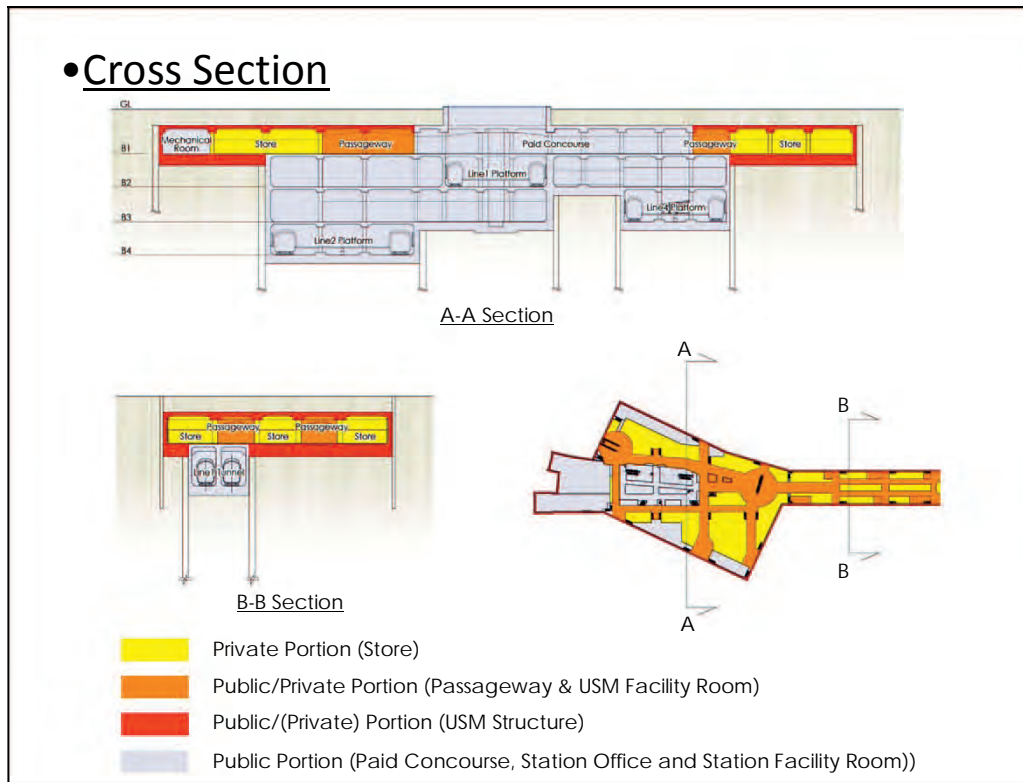 •Cross Section
GL
B1
B2
B3
B4
Mechanical
Room
Store
Passageway
Paid Concourse
Passageway
Store
Line1 Platform
Line4 Platform
Line2 Platform
A-A Section
Passageway
Passageway
Store
Store
Store
Line1 Tunnel
B-B Section
A
B
B
A
Private Portion (Store)
Public/Private Portion (Passageway & USM Facility Room)
Public/(Private) Portion (USM Structure)
Public Portion (Paid Concourse, Station Office and Station Facility Room))